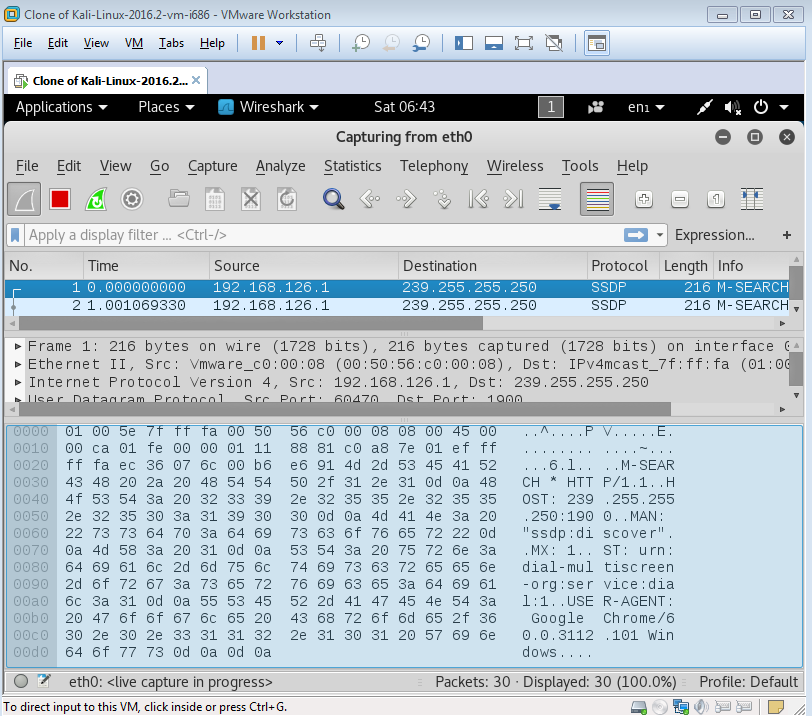 Clone of Kali-Linux-2016.2-vm-i686 - VMware Workstation
File Edit View VM Tabs Help
Clone of Kali-Linux-2016.2...
Applications Places Wireshark Sat 06:43 1 en1
Capturing from eth0
File Edit View Go Capture Analyze Statistics Telephony Wireless Tools Help
Apply a display filter ... <Ctrl-/> Expression... +
No. Time Source Destination Protocol Length Info
1 0.000000000 192.168.126.1 239.255.255.250 SSDP 216 M-SEARCH
2 1.001069330 192.168.126.1 239.255.255.250 SSDP 216 M-SEARCH
Frame 1: 216 bytes on wire (1728 bits), 216 bytes captured (1728 bits) on interface 0
Ethernet II, Src: Vmware_c0:00:08 (00:50:56:c0:00:08), Dst: IPv4mcast_7f:ff:fa (01:00
Internet Protocol Version 4, Src: 192.168.126.1, Dst: 239.255.255.250
User Datagram Protocol, Src Port: 60470, Dst Port: 1900
0000 01 00 5e 7f ff fa 00 50 56 c0 00 08 08 00 45 00 ..^....P V.....E.
0010 00 ca 01 fe 00 00 01 11 88 81 c0 a8 7e 01 ef ff ........ ....~...
0020 ff fa ec 36 07 6c 00 b6 e6 91 4d 2d 53 45 41 52 ...6.l.. ..M-SEAR
0030 43 48 20 2a 20 48 54 54 50 2f 31 2e 31 0d 0a 48 CH * HTT P/1.1..H
0040 4f 53 54 3a 20 32 33 39 2e 32 35 35 2e 32 35 35 OST: 239 .255.255
0050 2e 32 35 30 3a 31 39 30 30 0d 0a 4d 41 4e 3a 20 .250:190 0..MAN:
0060 22 73 73 64 70 3a 64 69 73 63 6f 76 65 72 22 0d "ssdp:di scover".
0070 0a 4d 58 3a 20 31 0d 0a 53 54 3a 20 75 72 6e 3a .MX: 1.. ST: urn:
0080 64 69 61 6c 2d 6d 75 6c 74 69 73 63 72 65 65 6e dial-mul tiscreen
0090 2d 6f 72 67 3a 73 65 72 76 69 63 65 3a 64 69 61 -org:ser vice:dia
00a0 6c 3a 31 0d 0a 55 53 45 52 2d 41 47 45 4e 54 3a l:1..USE R-AGENT:
00b0 20 47 6f 6f 67 6c 65 20 43 68 72 6f 6d 65 2f 36 Google Chrome/6
00c0 30 2e 30 2e 33 31 31 32 2e 31 30 31 20 57 69 6e 0.0.3112 .101 Win
00d0 64 6f 77 73 0d 0a 0d 0a dows....
eth0: <live capture in progress> Packets: 30 · Displayed: 30 (100.0%) Profile: Default
To direct input to this VM, click inside or press Ctrl+G.